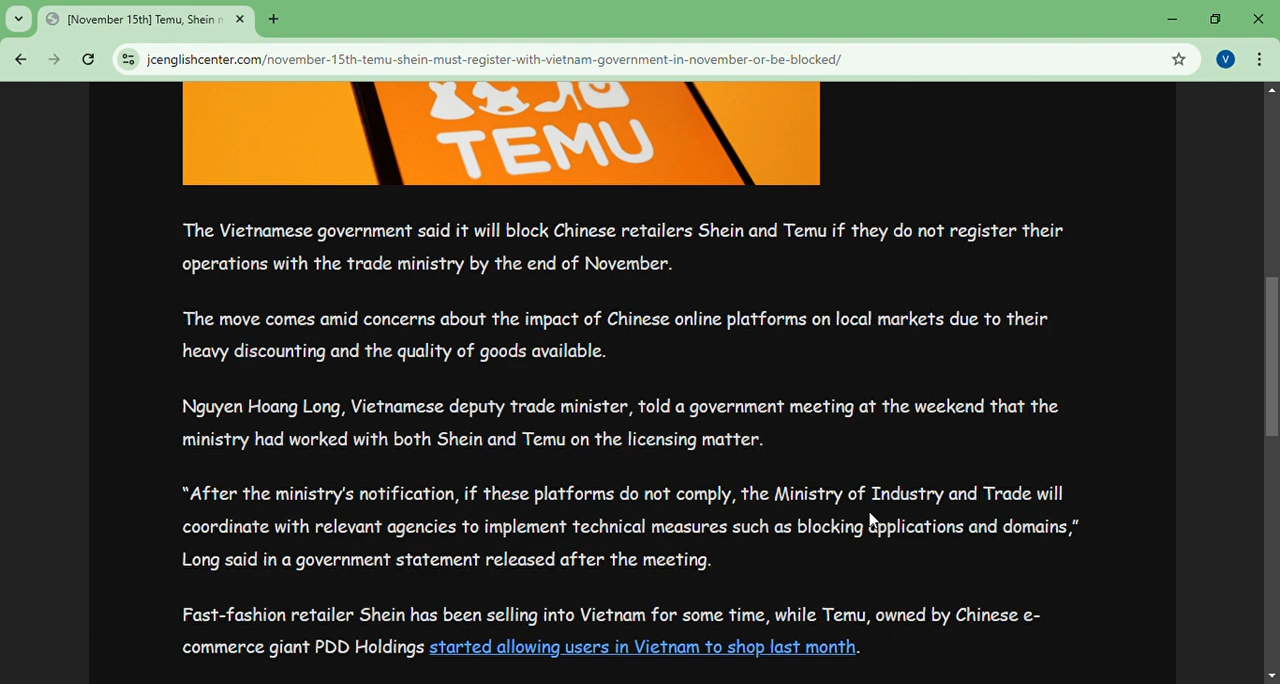 [November 15th] Temu, Shein
jcenglishcenter.com/november-15th-temu-shein-must-register-with-vietnam-government-in-november-or-be-blocked/
V
TEMU
The Vietnamese government said it will block Chinese retailers Shein and Temu if they do not register their
operations with the trade ministry by the end of November.
The move comes amid concerns about the impact of Chinese online platforms on local markets due to their
heavy discounting and the quality of goods available.
Nguyen Hoang Long, Vietnamese deputy trade minister, told a government meeting at the weekend that the
ministry had worked with both Shein and Temu on the licensing matter.
“After the ministry’s notification, if these platforms do not comply, the Ministry of Industry and Trade will
coordinate with relevant agencies to implement technical measures such as blocking applications and domains,”
Long said in a government statement released after the meeting.
Fast-fashion retailer Shein has been selling into Vietnam for some time, while Temu, owned by Chinese e-
commerce giant PDD Holdings started allowing users in Vietnam to shop last month.